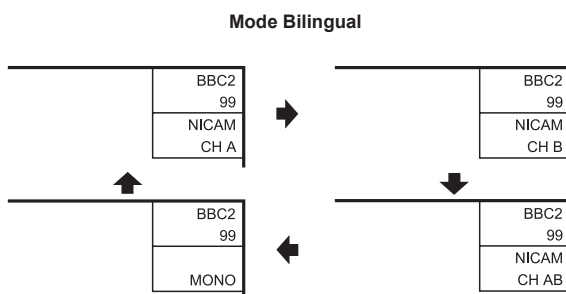 Mode Bilingual
BBC2
99
NICAM
CH A
BBC2
99
NICAM
CH B
BBC2
99
MONO
BBC2
99
NICAM
CH AB